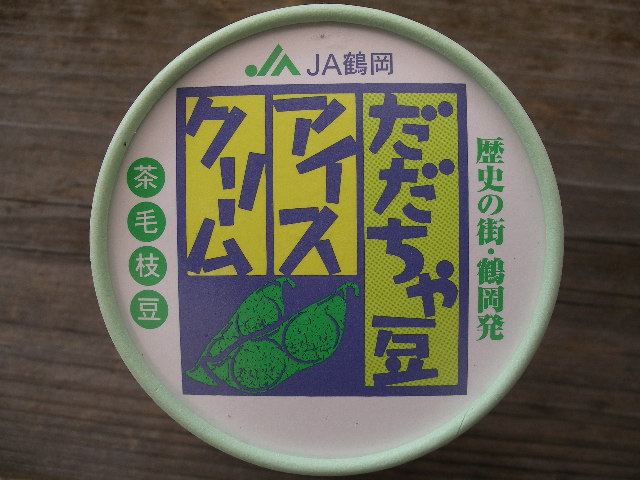 JA鶴岡
だだちゃ豆
アイス
クリーム
歴史の街・鶴岡発
茶毛枝豆